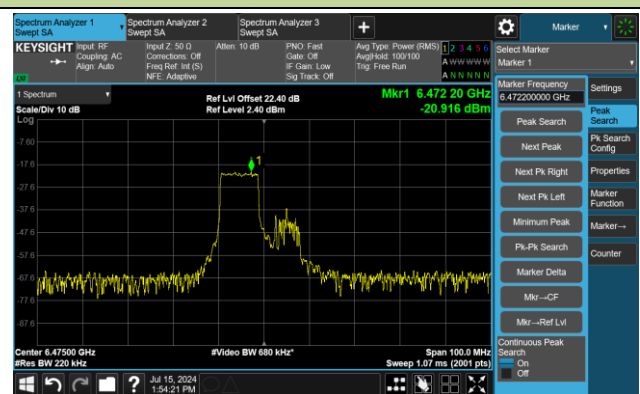 Spectrum Analyzer 1
Swept SA
Spectrum Analyzer 2
Swept SA
Spectrum Analyzer 3
Swept SA
Marker
KEYSIGHT
Input: RF
Coupling: AC
Align: Auto
Input Z: 50 Ω
Corrections: Off
Freq Ref: Int (S)
NFE: Adaptive
Atten: 10 dB
PNO: Fast
Gate: Off
IF Gain: Low
Sig Track: Off
Avg Type: Power (RMS)
Avg|Hold: 100/100
Trig: Free Run
1 2 3 4 5 6
A W W W W W
A N N N N N
Select Marker
Marker 1
LXI
1 Spectrum
Scale/Div 10 dB
Log
Ref Lvl Offset 22.40 dB
Ref Level 2.40 dBm
Mkr1 6.472 20 GHz
-20.916 dBm
-7.60
-17.6
-27.6
-37.6
-47.6
-57.6
-67.6
-77.6
-87.6
1
Center 6.47500 GHz
#Res BW 220 kHz
#Video BW 680 kHz*
Span 100.0 MHz
Sweep 1.07 ms (2001 pts)
Marker Frequency
6.472200000 GHz
Peak Search
Next Peak
Next Pk Right
Next Pk Left
Minimum Peak
Pk-Pk Search
Marker Delta
Mkr→CF
Mkr→Ref Lvl
Continuous Peak
Search
On
Off
Settings
Peak
Search
Pk Search
Config
Properties
Marker
Function
Marker→
Counter
Jul 15, 2024
1:54:21 PM